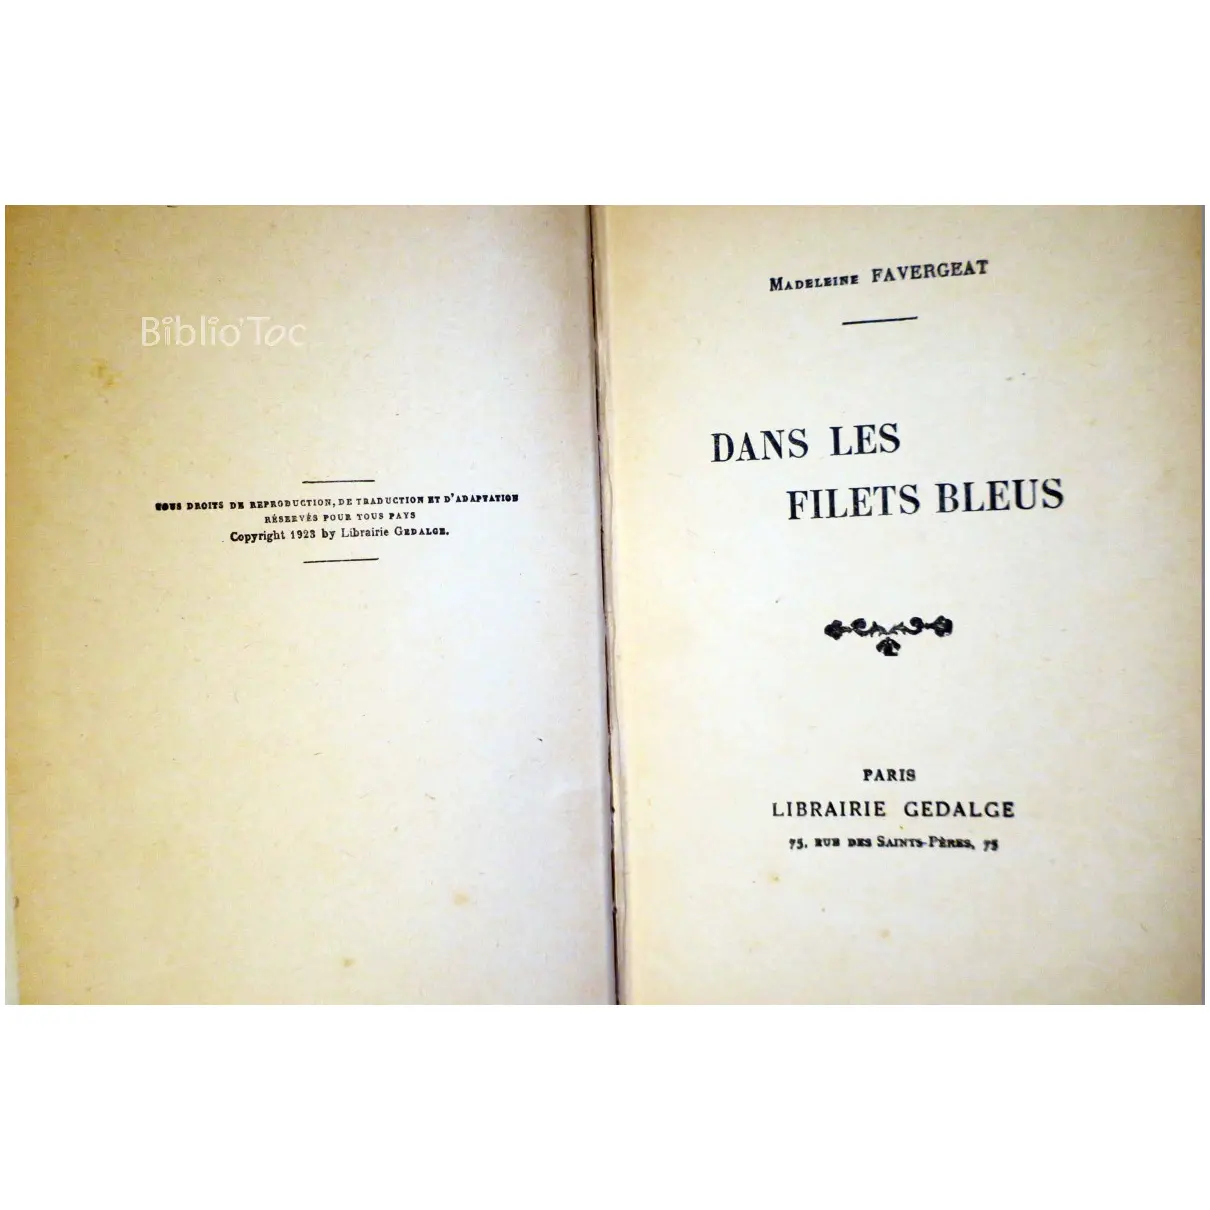 Biblio'Toc
TOUS DROITS DE REPRODUCTION, DE TRADUCTION ET D'ADAPTATION
RÉSERVÉS POUR TOUS PAYS
Copyright 1923 by Librairie GEDALGE.
MADELEINE FAVERGEAT
DANS LES
FILETS BLEUS
PARIS
LIBRAIRIE GEDALGE
75, RUE DES SAINTS-PÈRES, 75